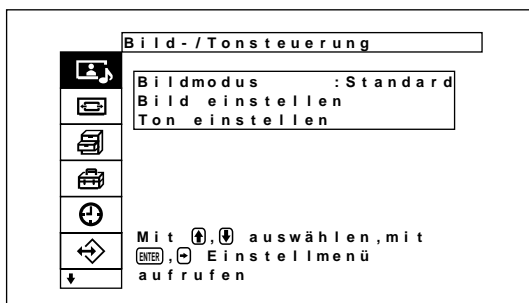 Bild-/Tonsteuerung
Bildmodus :Standard
Bild einstellen
Ton einstellen
Mit ↑,↓ auswählen,mit
ENTER,→ Einstellmenü
aufrufen